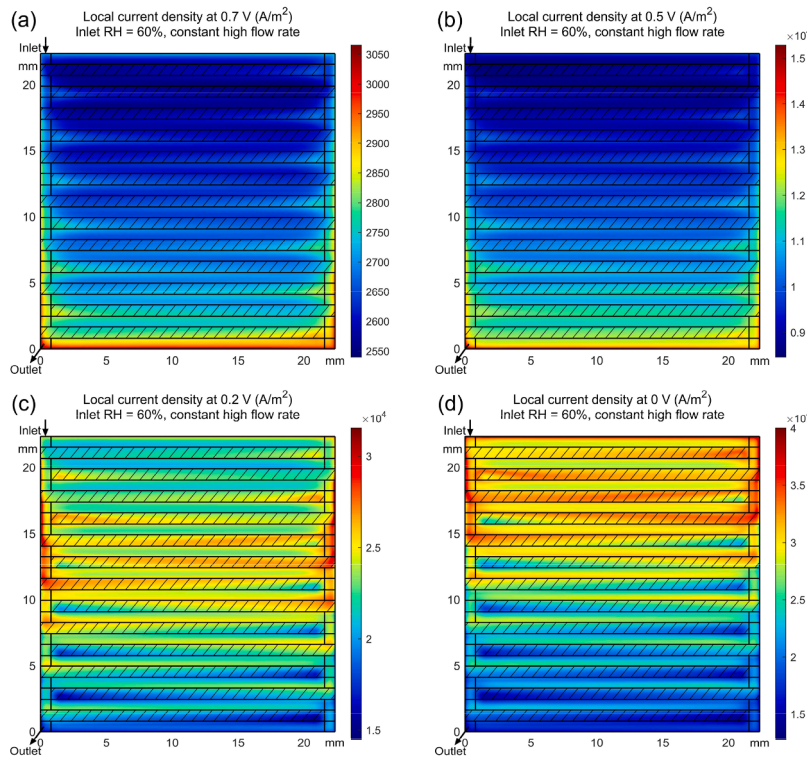 (a)
Local current density at 0.7 V (A/m²)
Inlet RH = 60%, constant high flow rate
Inlet
mm
20
15
10
5
0
0 5 10 15 20 mm
Outlet
3050
3000
2950
2900
2850
2800
2750
2700
2650
2600
2550
(b)
Local current density at 0.5 V (A/m²)
Inlet RH = 60%, constant high flow rate
Inlet
mm
20
15
10
5
0
0 5 10 15 20 mm
Outlet
1.5
1.4
1.3
1.2
1.1
1
0.9
(c)
Local current density at 0.2 V (A/m²)
Inlet RH = 60%, constant high flow rate
Inlet
mm
20
15
10
5
0
0 5 10 15 20 mm
Outlet
×10⁴
3
2.5
2
1.5
(d)
Local current density at 0 V (A/m²)
Inlet RH = 60%, constant high flow rate
Inlet
mm
20
15
10
5
0
0 5 10 15 20 mm
Outlet
4
3.5
3
2.5
2
1.5